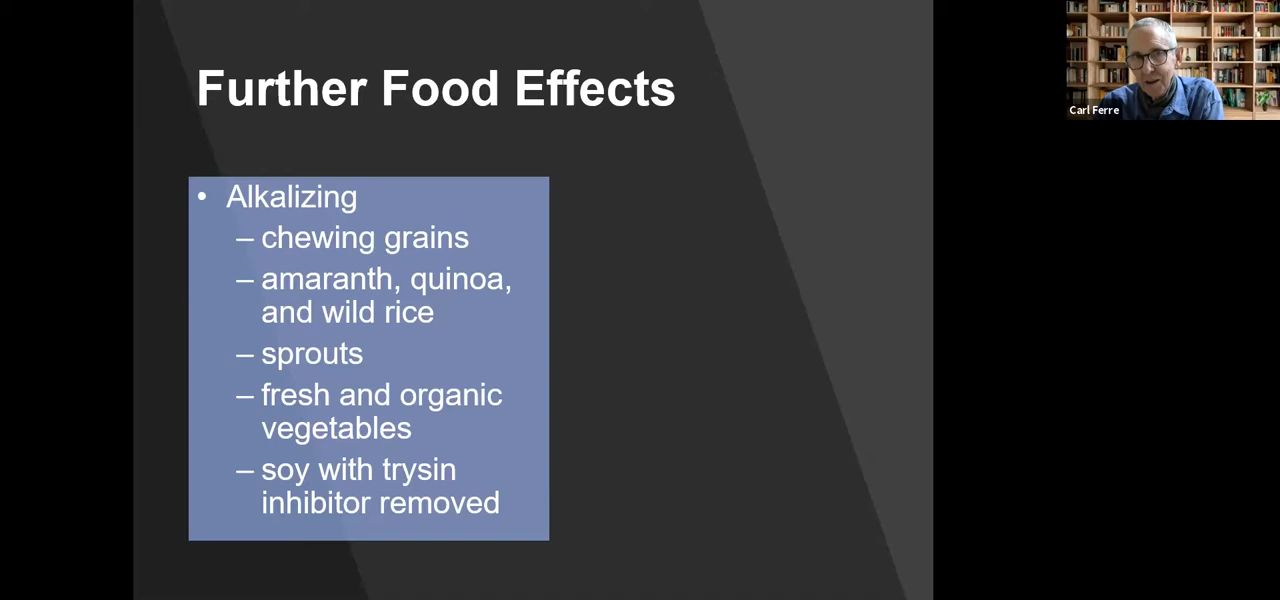 Further Food Effects
• Alkalizing
– chewing grains
– amaranth, quinoa,
and wild rice
– sprouts
– fresh and organic
vegetables
– soy with trysin
inhibitor removed
Carl Ferre